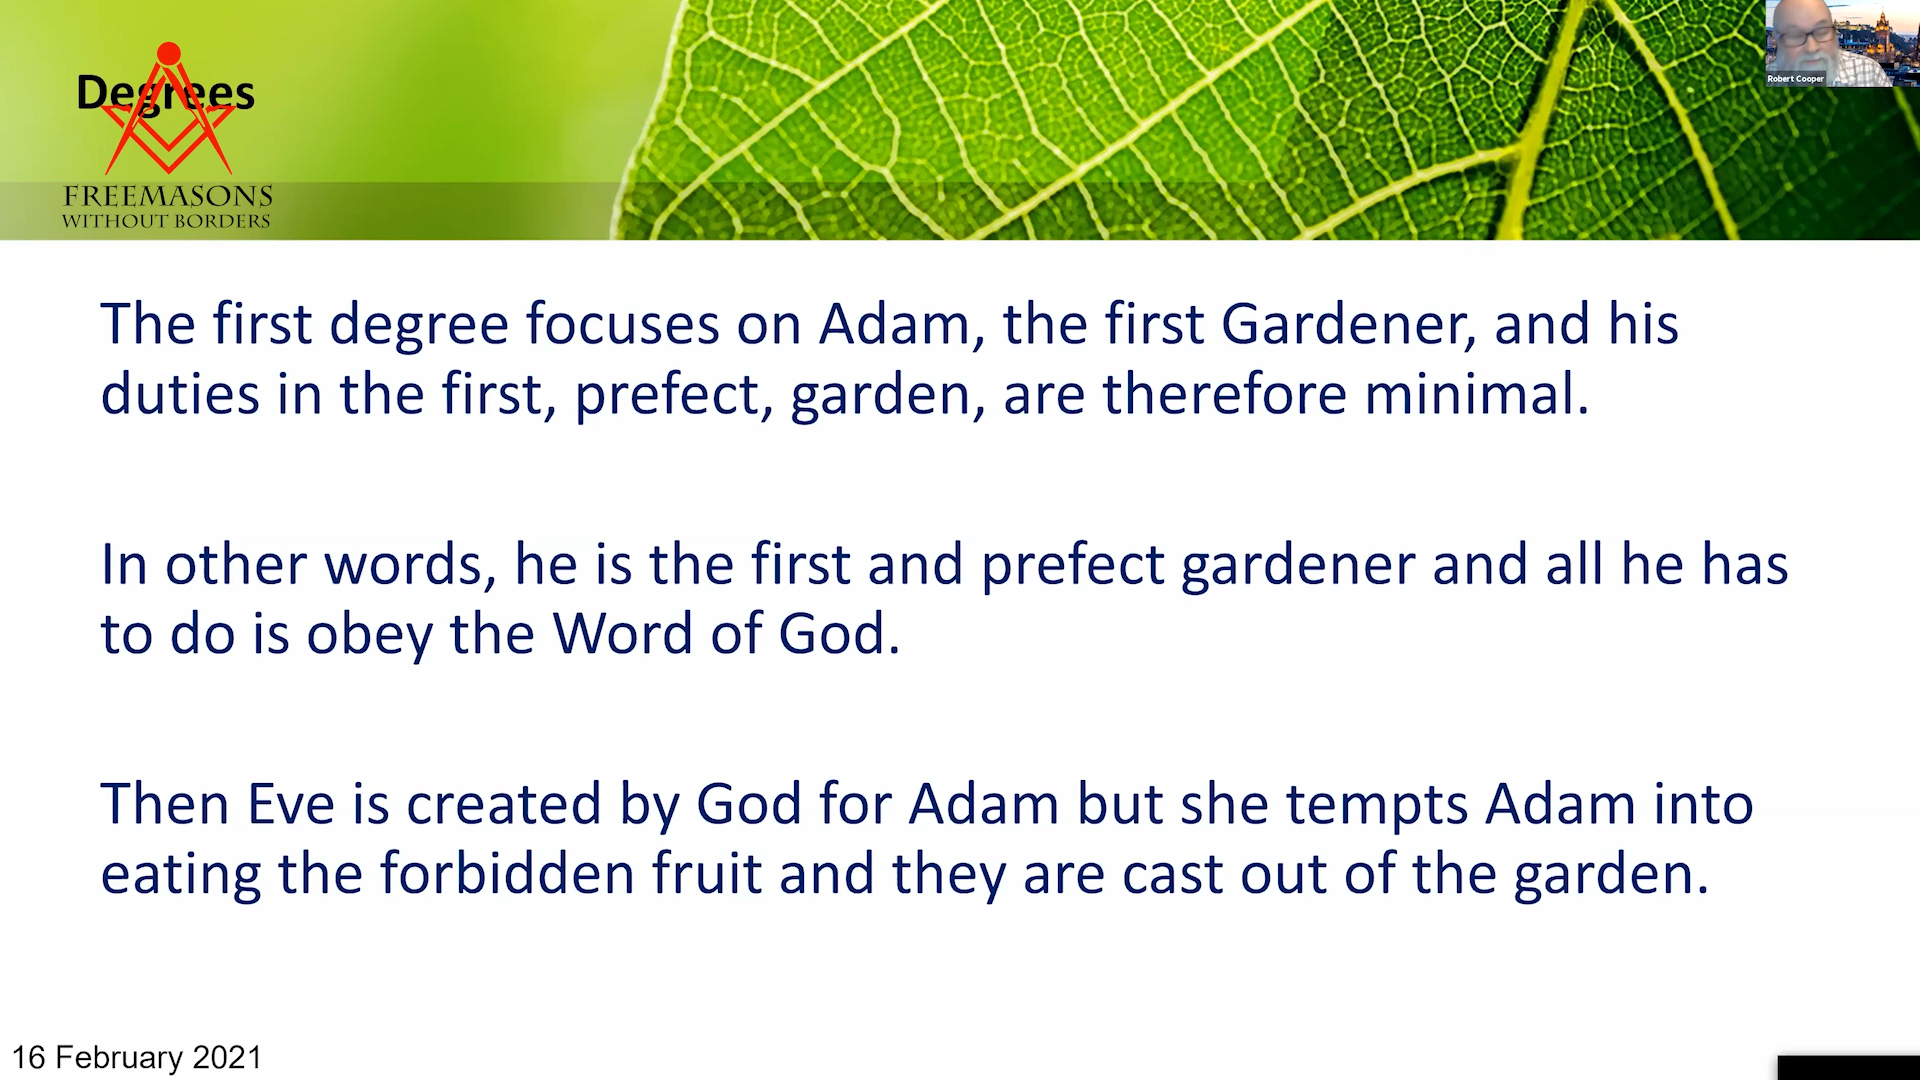 Degrees
FREEMASONS
WITHOUT BORDERS
Robert Cooper
The first degree focuses on Adam, the first Gardener, and his
duties in the first, prefect, garden, are therefore minimal.
In other words, he is the first and prefect gardener and all he has
to do is obey the Word of God.
Then Eve is created by God for Adam but she tempts Adam into
eating the forbidden fruit and they are cast out of the garden.
16 February 2021